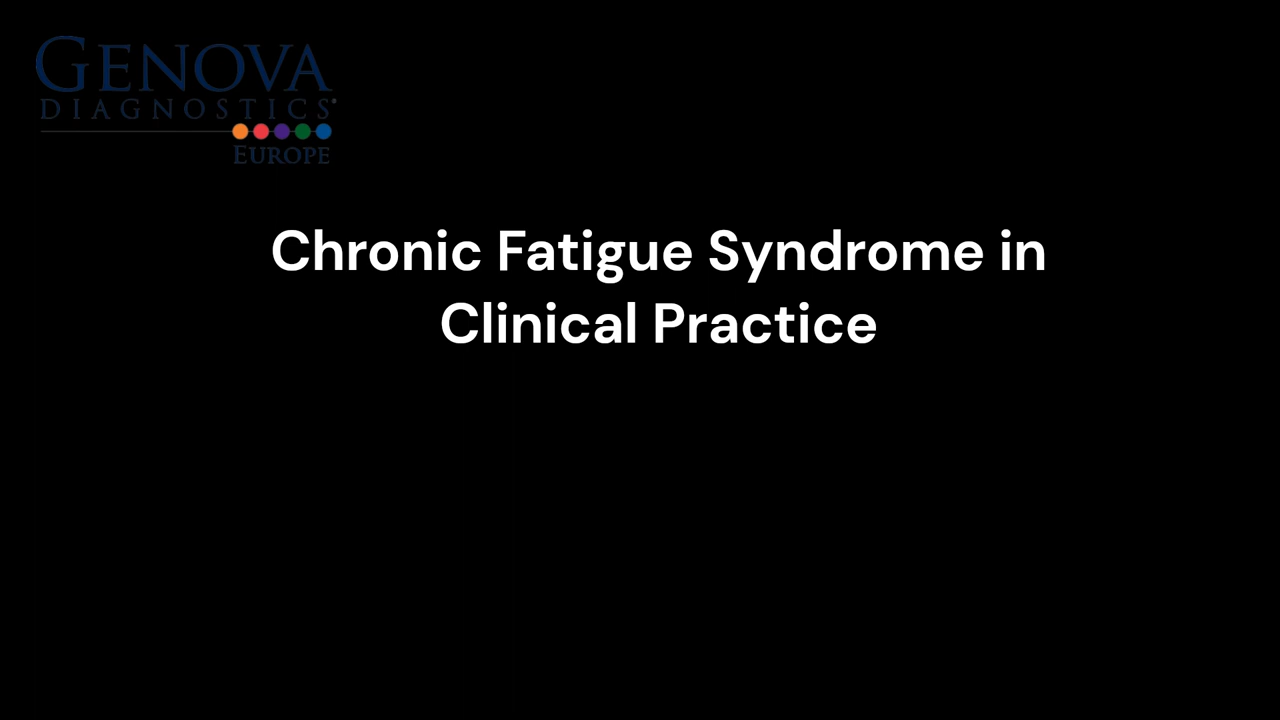 GENOVA
DIAGNOSTICS®
EUROPE
Chronic Fatigue Syndrome in
Clinical Practice